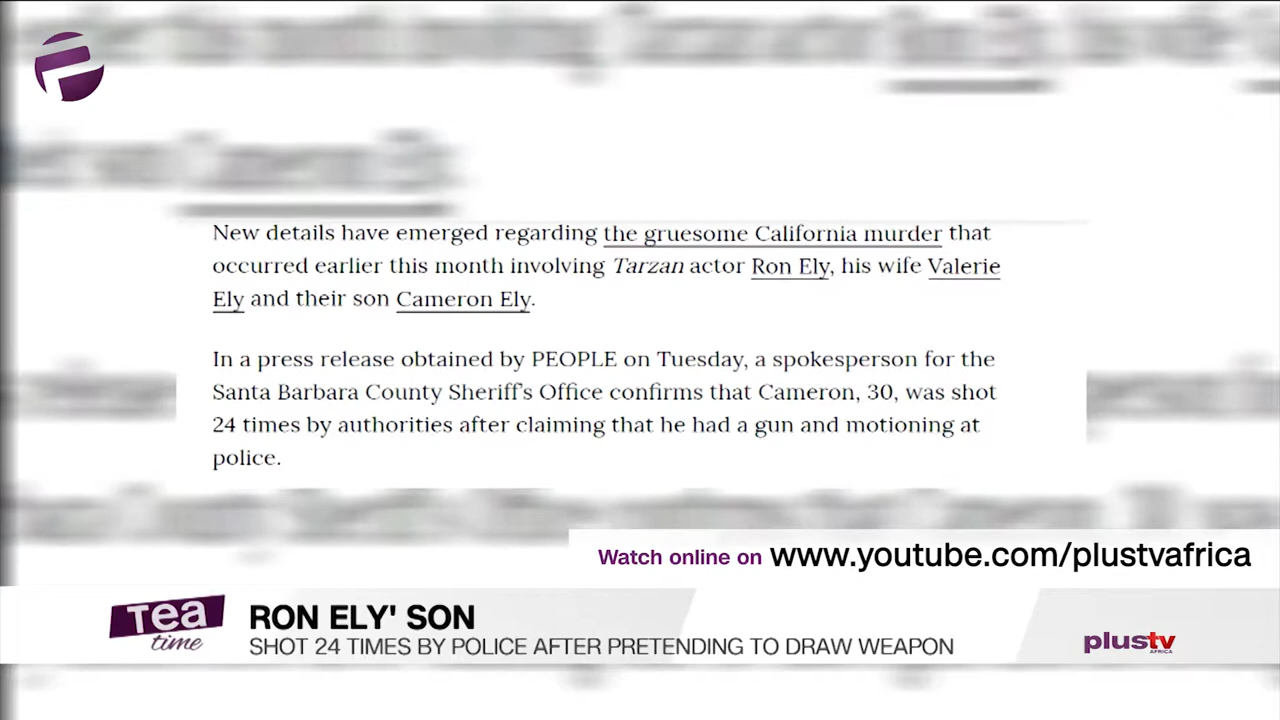 New details have emerged regarding the gruesome California murder that
occurred earlier this month involving Tarzan actor Ron Ely, his wife Valerie
Ely and their son Cameron Ely.
In a press release obtained by PEOPLE on Tuesday, a spokesperson for the
Santa Barbara County Sheriff's Office confirms that Cameron, 30, was shot
24 times by authorities after claiming that he had a gun and motioning at
police.
Watch online on www.youtube.com/plustvafrica
Tea
time
RON ELY' SON
SHOT 24 TIMES BY POLICE AFTER PRETENDING TO DRAW WEAPON
plustv
AFRICA